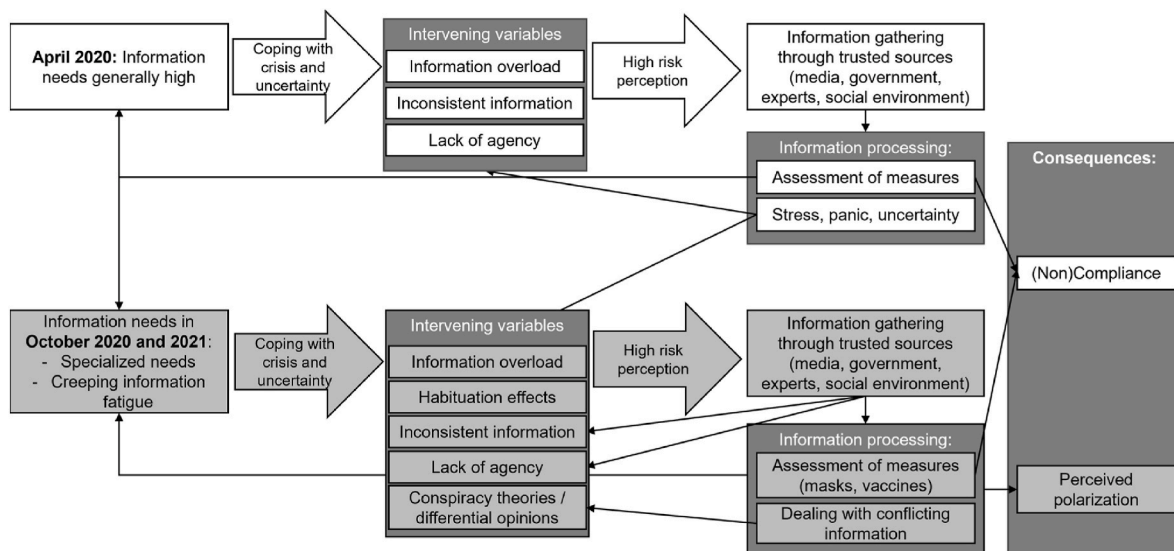 April 2020: Information
needs generally high
Coping with
crisis and
uncertainty
Intervening variables
Information overload
Inconsistent information
Lack of agency
High risk
perception
Information gathering
through trusted sources
(media, government,
experts, social environment)
Information processing:
Assessment of measures
Stress, panic, uncertainty
Consequences:
(Non)Compliance
Perceived
polarization
Information needs in
October 2020 and 2021:
- Specialized needs
- Creeping information
fatigue
Coping with
crisis and
uncertainty
Intervening variables
Information overload
Habituation effects
Inconsistent information
Lack of agency
Conspiracy theories /
differential opinions
High risk
perception
Information gathering
through trusted sources
(media, government,
experts, social environment)
Information processing:
Assessment of measures
(masks, vaccines)
Dealing with conflicting
information